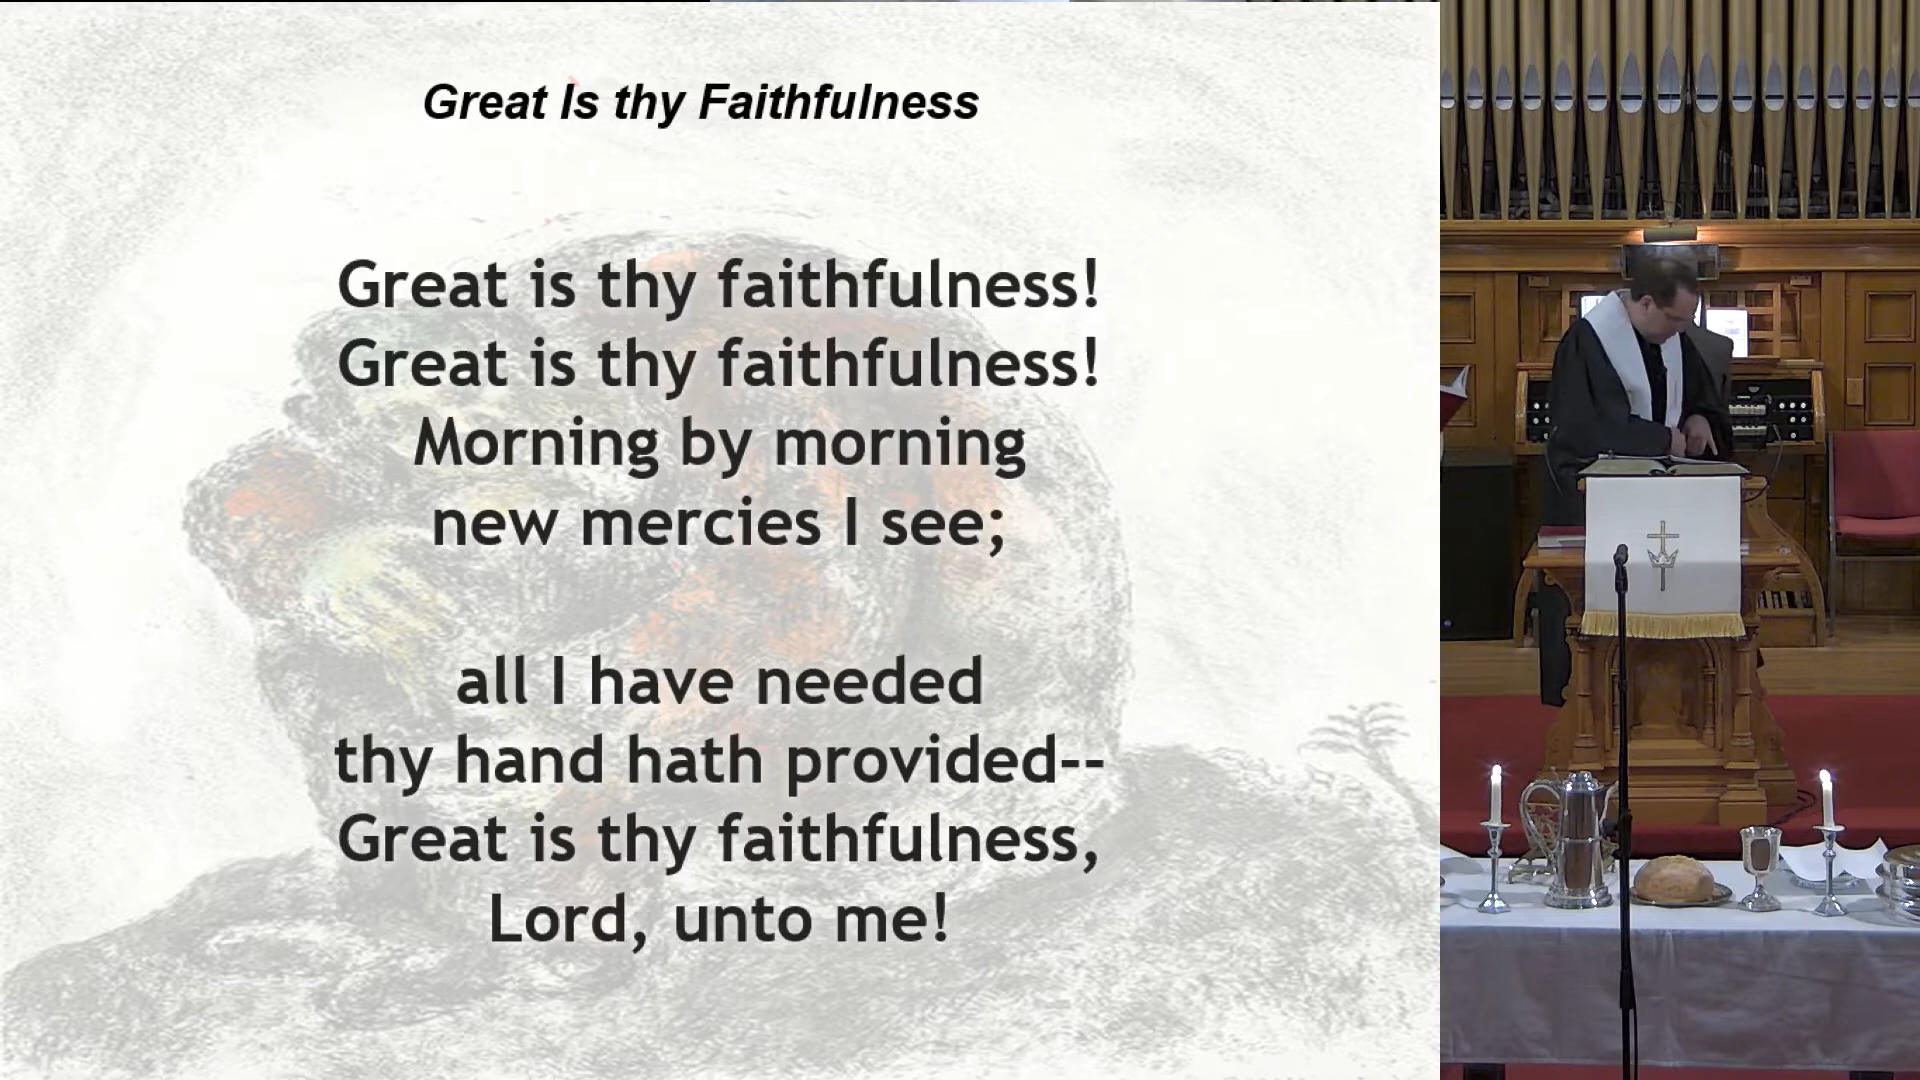 Great Is thy Faithfulness
Great is thy faithfulness!
Great is thy faithfulness!
Morning by morning
new mercies I see;
all I have needed
thy hand hath provided--
Great is thy faithfulness,
Lord, unto me!